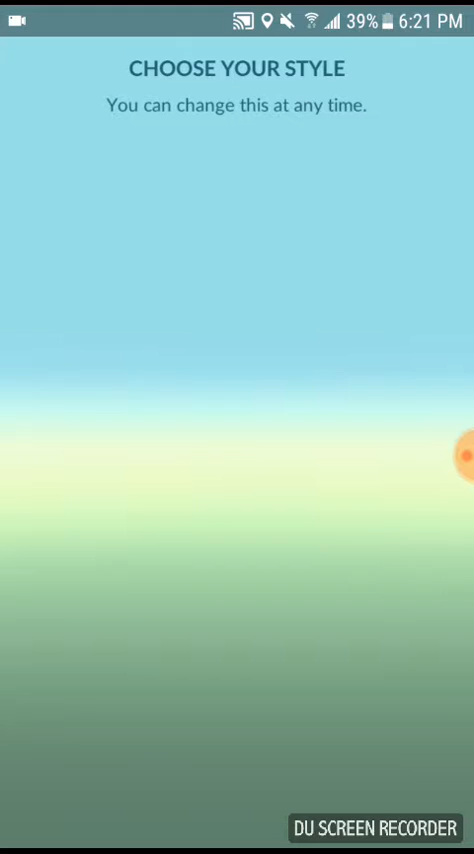 39% 6:21 PM
CHOOSE YOUR STYLE
You can change this at any time.
DU SCREEN RECORDER